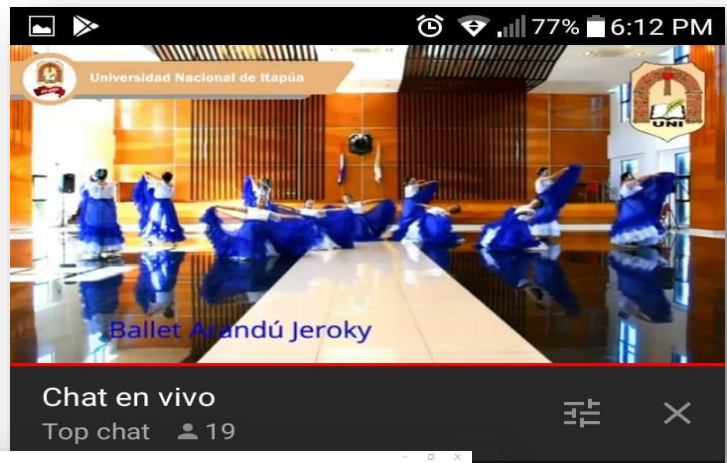 77% 6:12 PM
Universidad Nacional de Itapúa
UNI
Ballet Arandú Jeroky
Chat en vivo
Top chat 19